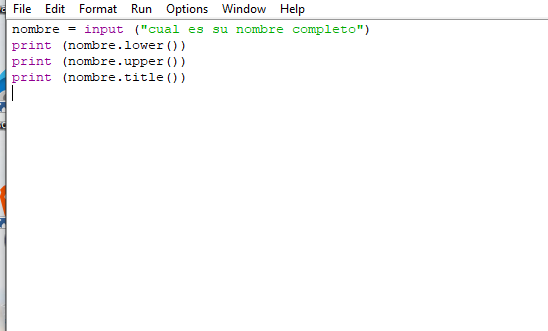 File Edit Format Run Options Window Help
nombre = input ("cual es su nombre completo")
print (nombre.lower())
print (nombre.upper())
print (nombre.title())